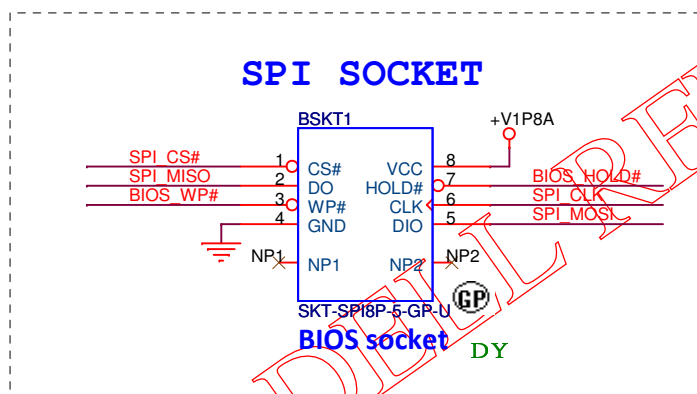 SPI SOCKET
BSKT1
+V1P8A
SPI_CS# 1 CS# VCC 8
SPI_MISO 2 DO HOLD# 7 BIOS_HOLD#
BIOS_WP# 3 WP# CLK 6 SPI_CLK
4 GND DIO 5 SPI_MOSI
NP1 NP1 NP2 NP2
SKT-SPI8P-5-GP-U
GP
BIOS socket
DY
DELL RE